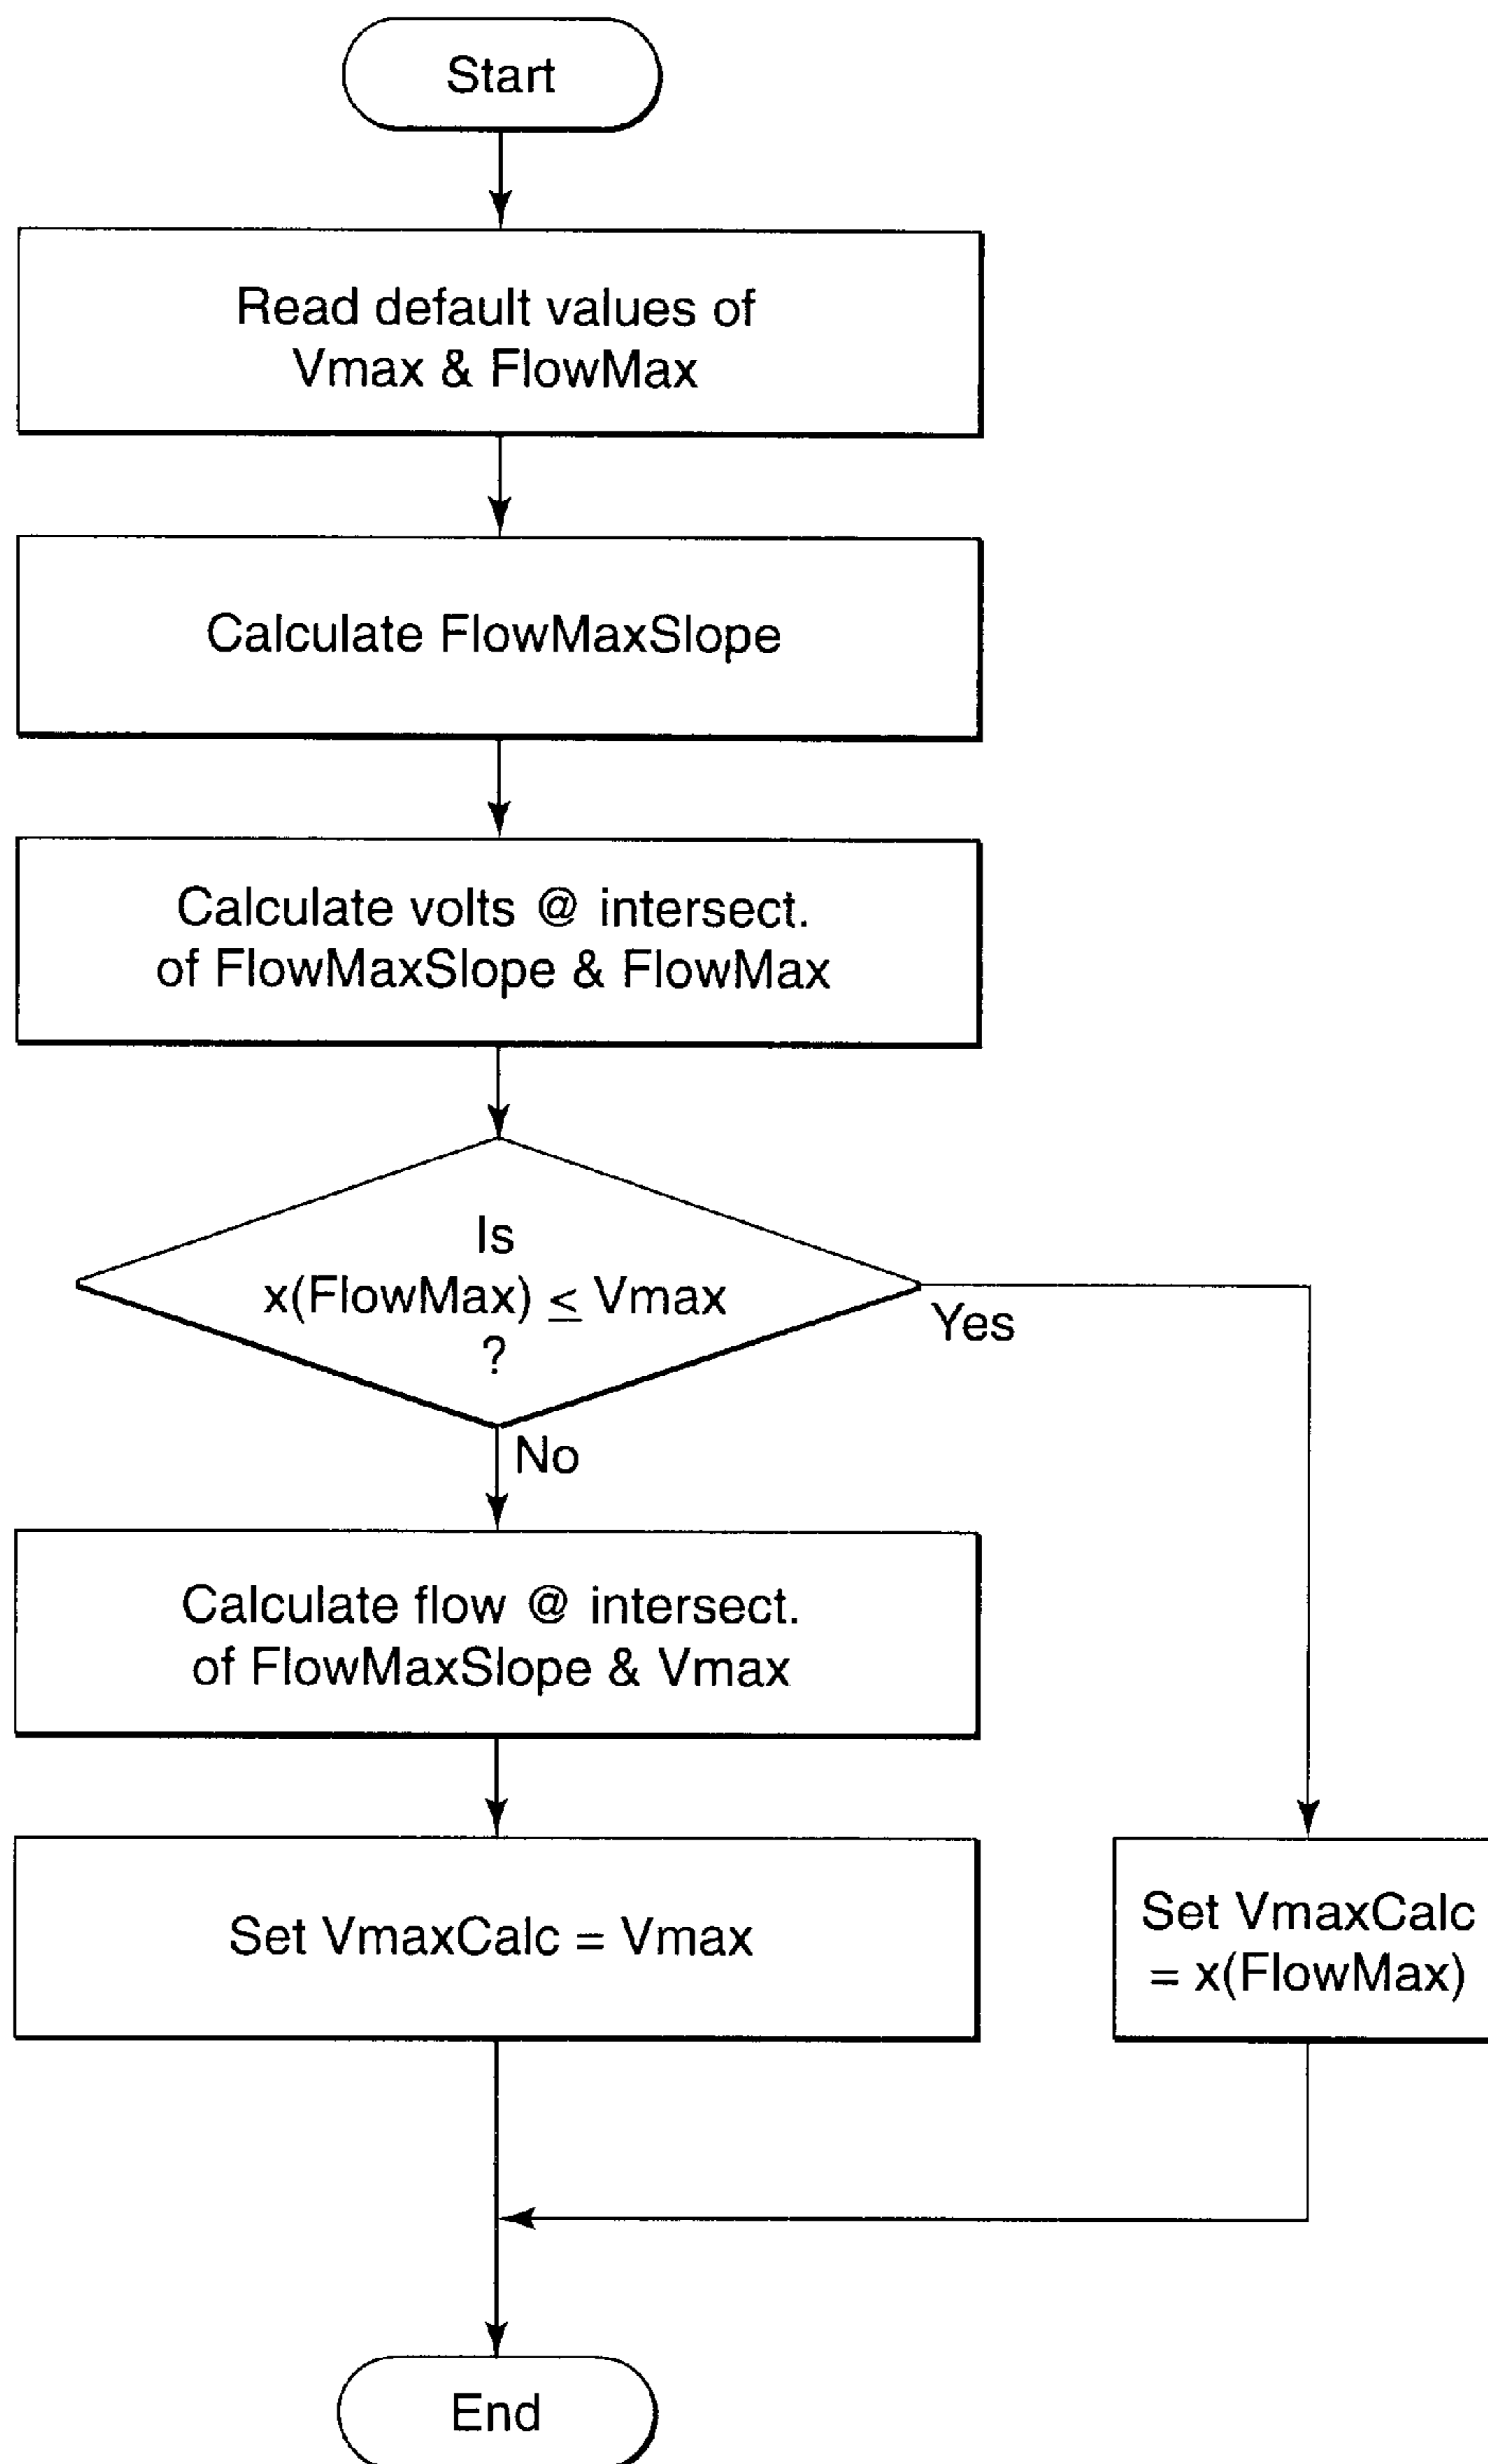 Start
Read default values of
Vmax & FlowMax
Calculate FlowMaxSlope
Calculate volts @ intersect.
of FlowMaxSlope & FlowMax
Is
x(FlowMax) ≤ Vmax
?
Yes
No
Calculate flow @ intersect.
of FlowMaxSlope & Vmax
Set VmaxCalc = Vmax
Set VmaxCalc
= x(FlowMax)
End